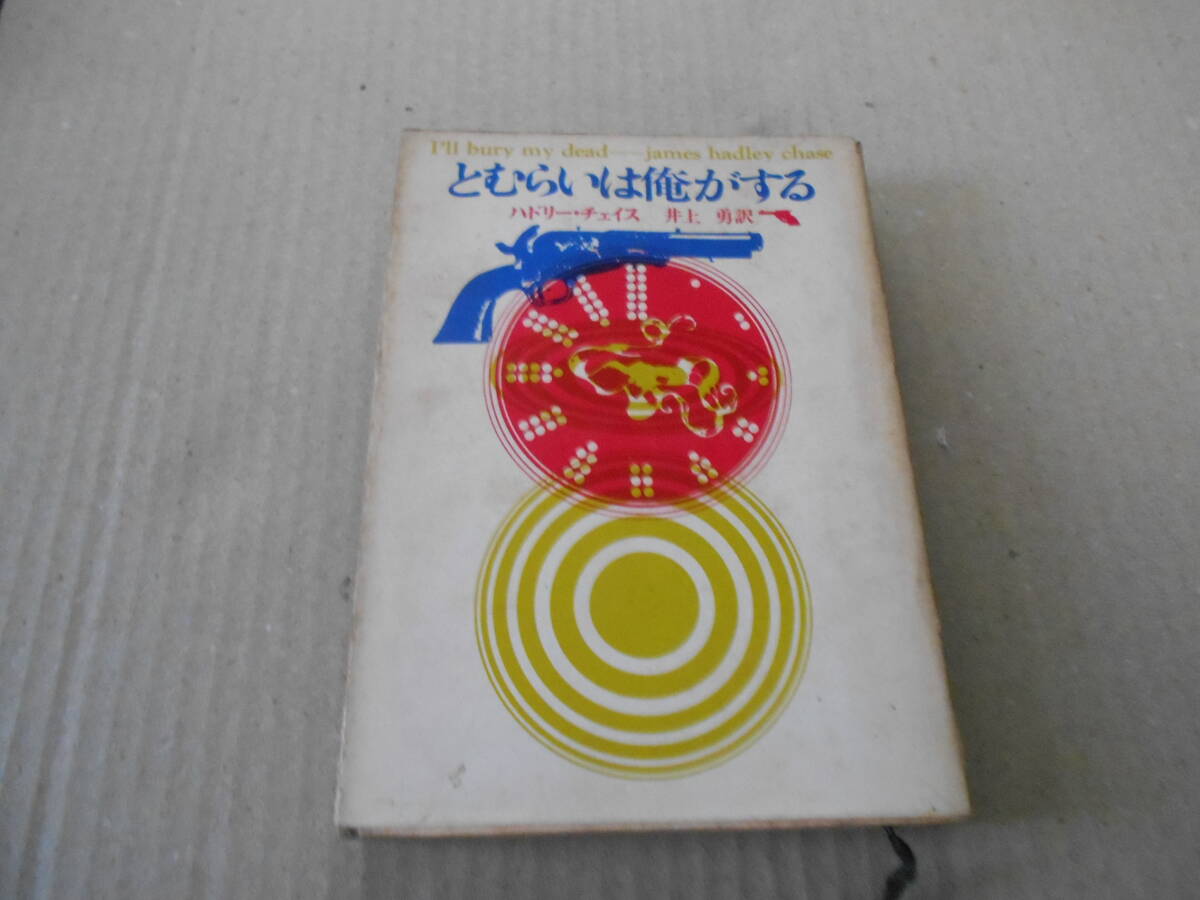 I'll bury my dead—james hadley chase
とむらいは俺がする
ハドリー・チェイス 井上 勇訳